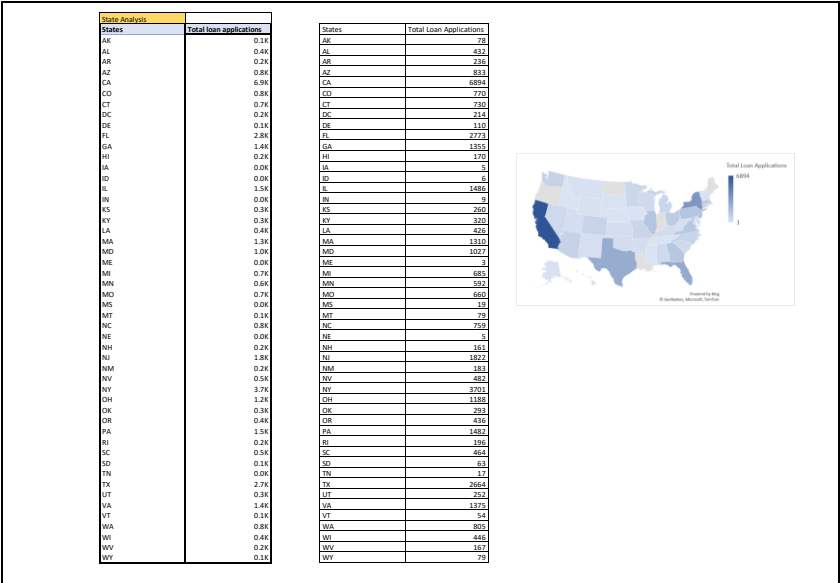 State Analysis
States Total loan applications
AK 0.1K
AL 0.4K
AR 0.2K
AZ 0.8K
CA 6.9K
CO 0.8K
CT 0.7K
DC 0.2K
DE 0.1K
FL 2.8K
GA 1.4K
HI 0.2K
IA 0.0K
ID 0.0K
IL 1.5K
IN 0.0K
KS 0.3K
KY 0.3K
LA 0.4K
MA 1.3K
MD 1.0K
ME 0.0K
MI 0.7K
MN 0.6K
MO 0.7K
MS 0.0K
MT 0.1K
NC 0.8K
NE 0.0K
NH 0.2K
NJ 1.8K
NM 0.2K
NV 0.5K
NY 3.7K
OH 1.2K
OK 0.3K
OR 0.4K
PA 1.5K
RI 0.2K
SC 0.5K
SD 0.1K
TN 0.0K
TX 2.7K
UT 0.3K
VA 1.4K
VT 0.1K
WA 0.8K
WI 0.4K
WV 0.2K
WY 0.1K
States Total Loan Applications
AK 78
AL 432
AR 236
AZ 833
CA 6894
CO 770
CT 730
DC 214
DE 110
FL 2773
GA 1355
HI 170
IA 5
ID 6
IL 1486
IN 9
KS 260
KY 320
LA 426
MA 1310
MD 1027
ME 3
MI 685
MN 592
MO 660
MS 19
MT 79
NC 759
NE 5
NH 161
NJ 1822
NM 183
NV 482
NY 3701
OH 1188
OK 293
OR 436
PA 1482
RI 196
SC 464
SD 63
TN 17
TX 2664
UT 252
VA 1375
VT 54
WA 805
WI 446
WV 167
WY 79
Total Loan Applications
6894
3
Powered by Bing
© GeoNames, Microsoft, TomTom